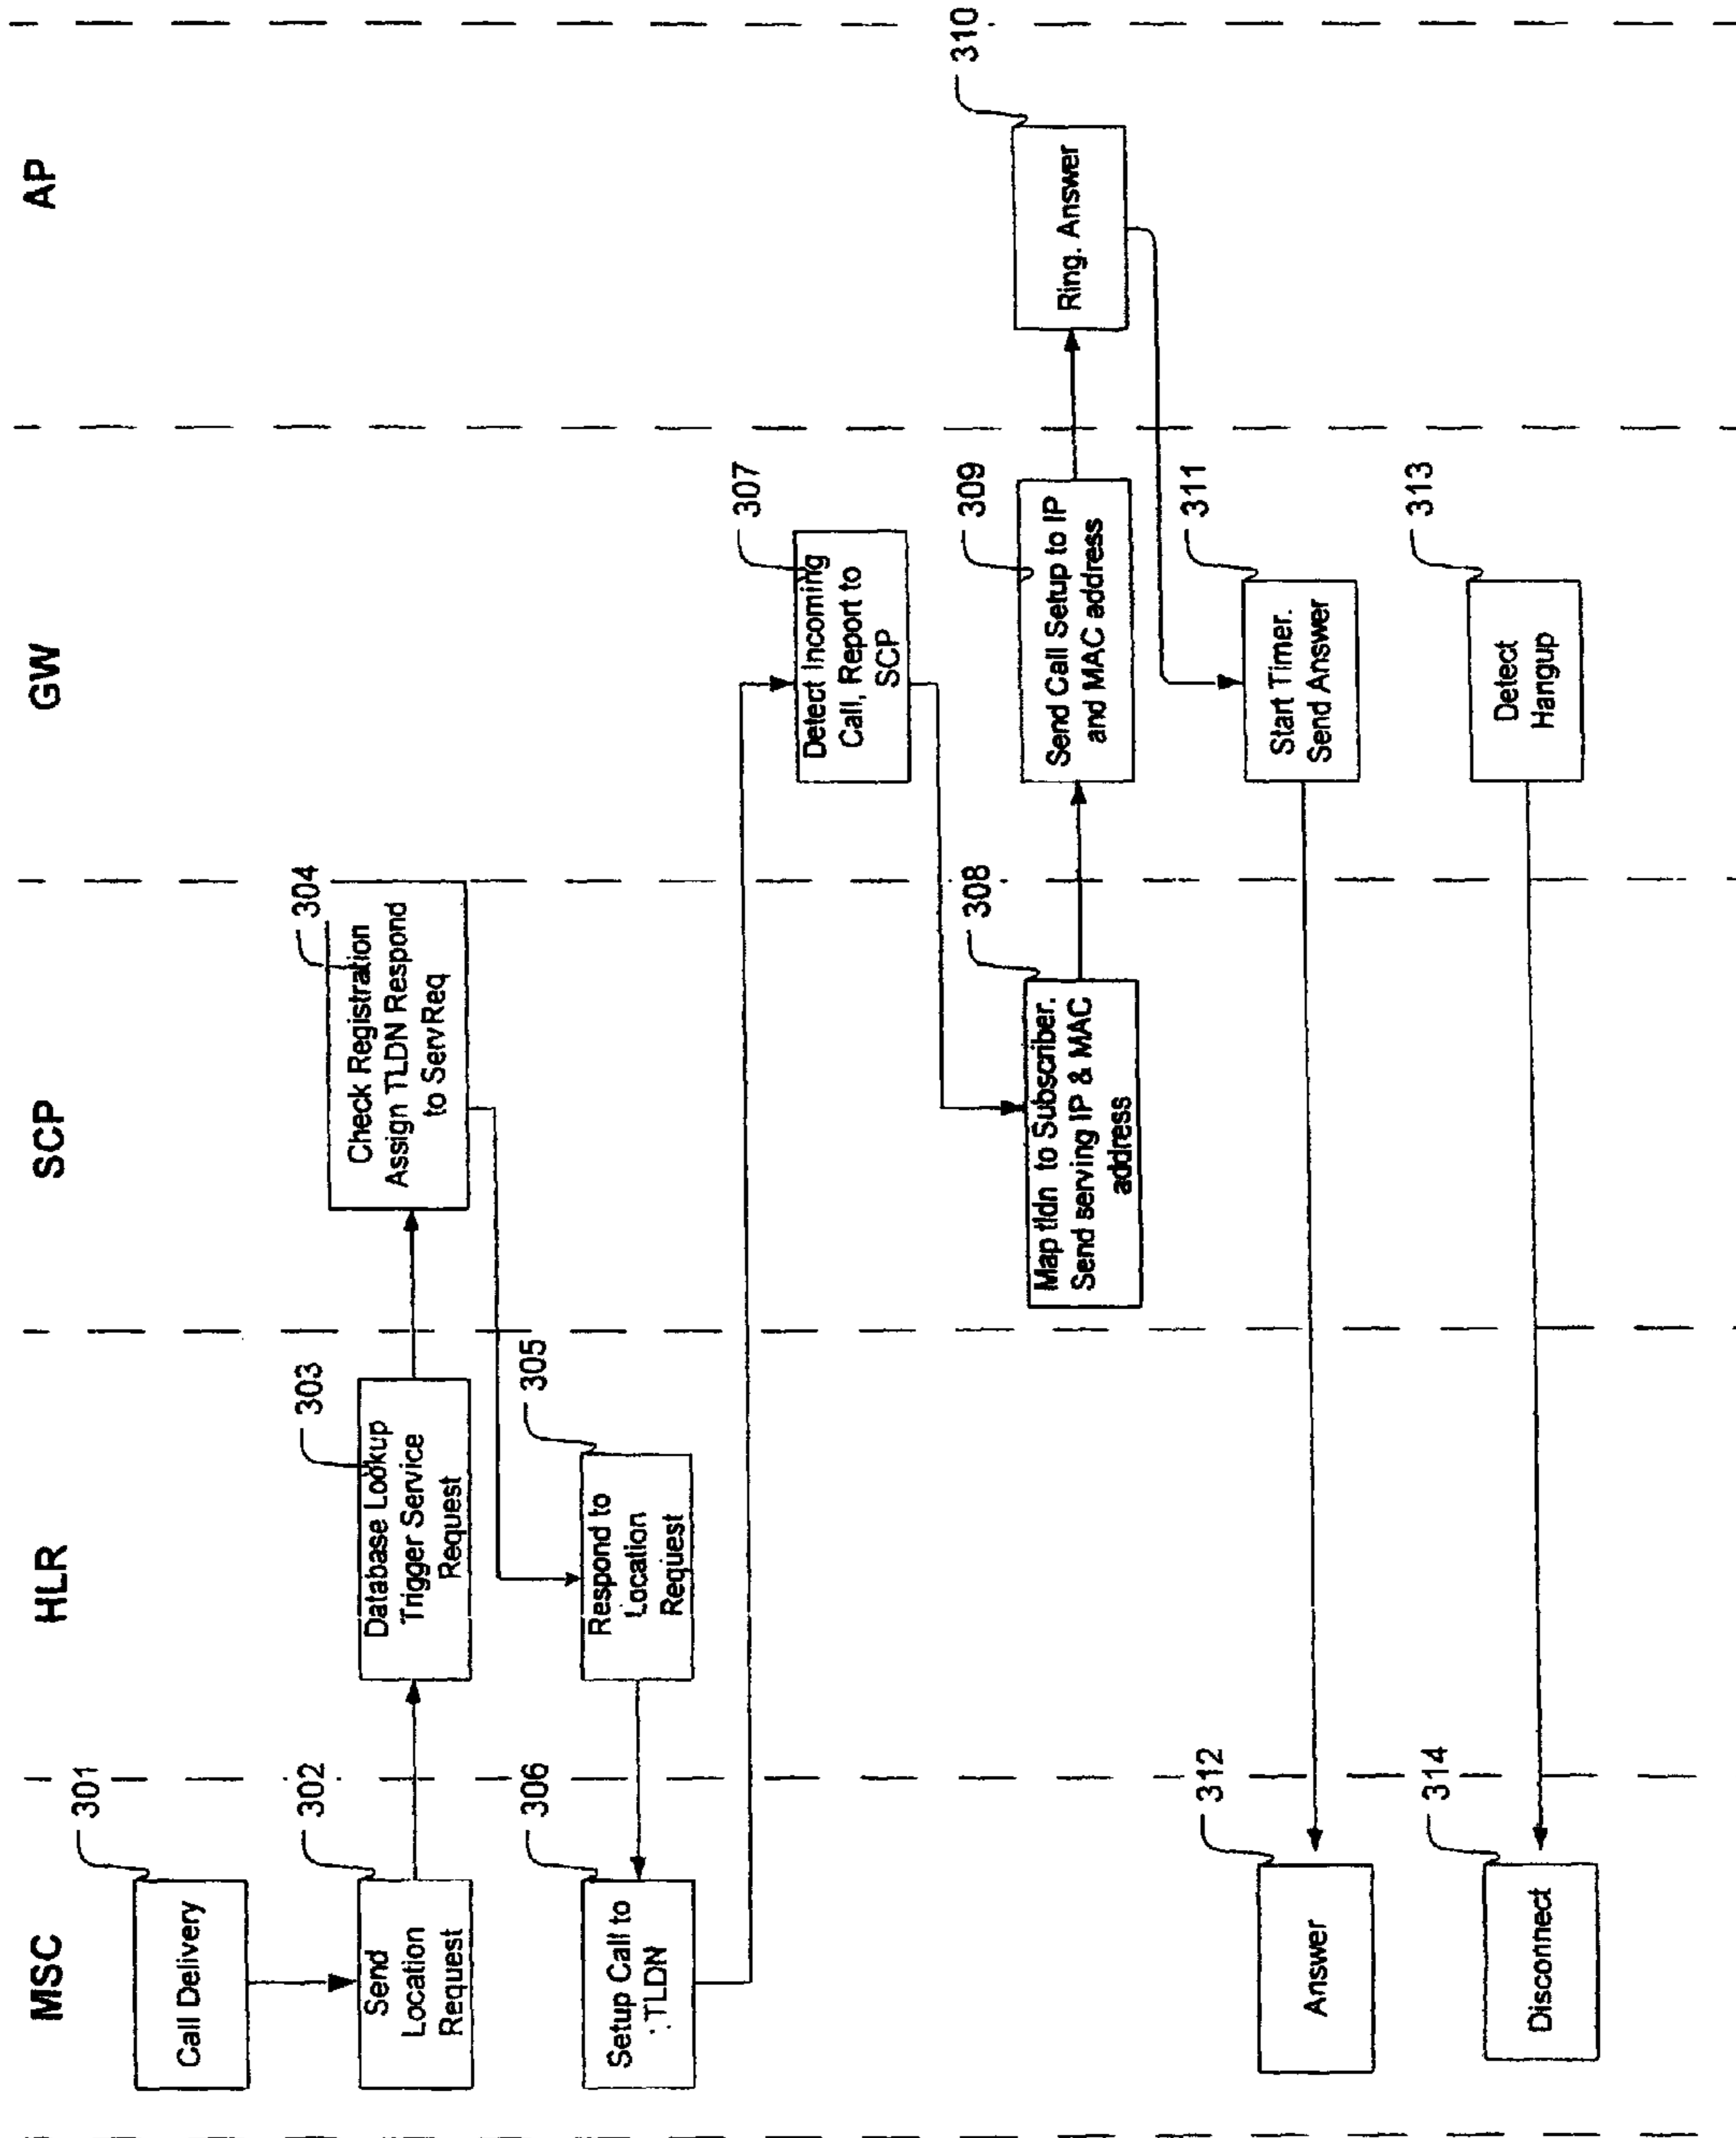 MSC
HLR
SCP
GW
AP
301
Call Delivery
302
Send
Location
Request
303
Database Lookup
Trigger Service
Request
304
Check Registration
Assign TLDN Respond
to ServReq
305
Respond to
Location
Request
306
Setup Call to
TLDN
307
Detect Incoming
Call, Report to
SCP
308
Map tldn to Subscriber.
Send serving IP & MAC
address
309
Send Call Setup to IP
and MAC address
310
Ring. Answer
311
Start Timer.
Send Answer
312
Answer
313
Detect
Hangup
314
Disconnect